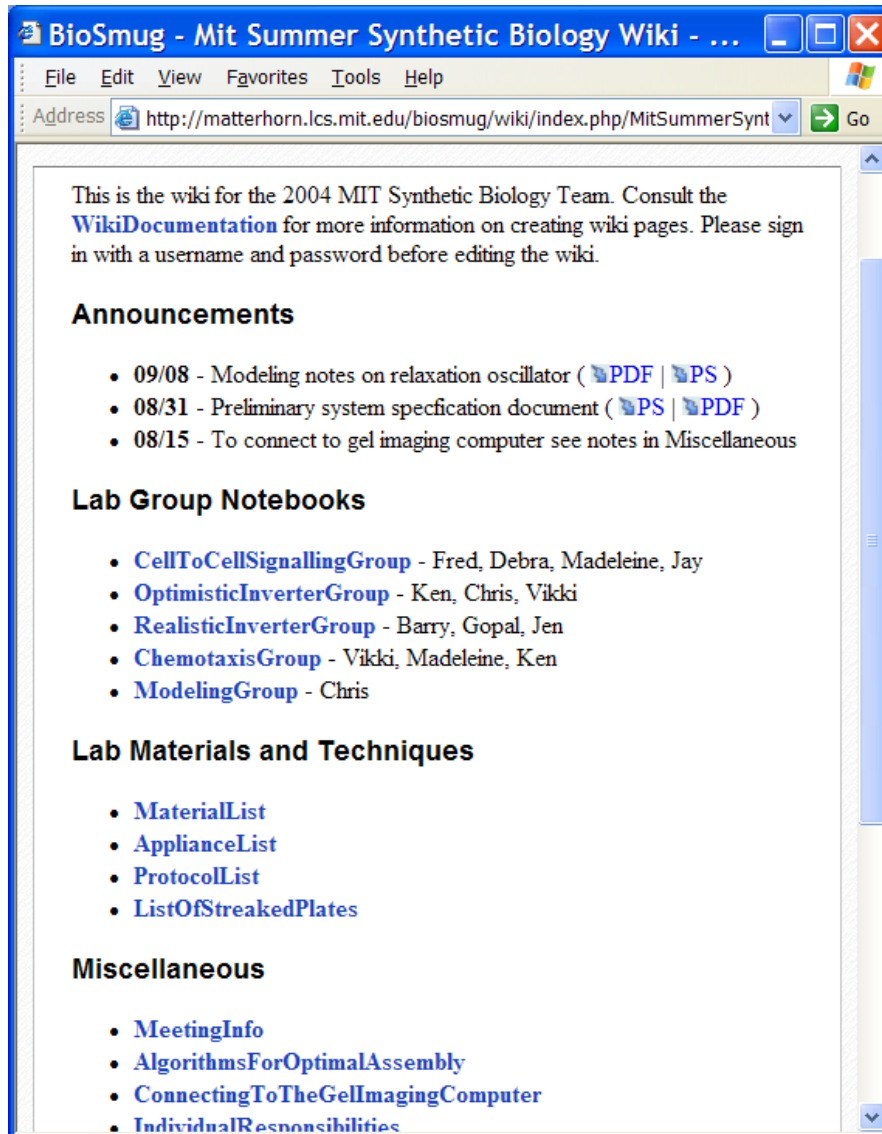 BioSmug - Mit Summer Synthetic Biology Wiki - ...
File Edit View Favorites Tools Help
Address http://matterhorn.lcs.mit.edu/biosmug/wiki/index.php/MitSummerSynt Go
This is the wiki for the 2004 MIT Synthetic Biology Team. Consult the
WikiDocumentation for more information on creating wiki pages. Please sign
in with a username and password before editing the wiki.
Announcements
• 09/08 - Modeling notes on relaxation oscillator ( PDF | PS )
• 08/31 - Preliminary system specfication document ( PS | PDF )
• 08/15 - To connect to gel imaging computer see notes in Miscellaneous
Lab Group Notebooks
• CellToCellSignallingGroup - Fred, Debra, Madeleine, Jay
• OptimisticInverterGroup - Ken, Chris, Vikki
• RealisticInverterGroup - Barry, Gopal, Jen
• ChemotaxisGroup - Vikki, Madeleine, Ken
• ModelingGroup - Chris
Lab Materials and Techniques
• MaterialList
• ApplianceList
• ProtocolList
• ListOfStreakedPlates
Miscellaneous
• MeetingInfo
• AlgorithmsForOptimalAssembly
• ConnectingToTheGelImagingComputer
• IndividualResponsibilities